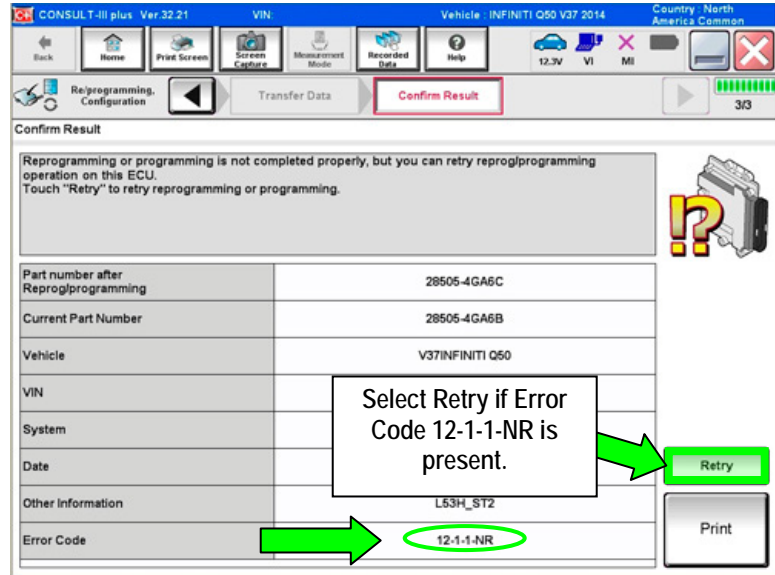 CONSULT-III plus Ver.32.21
VIN:
Vehicle : INFINITI Q50 V37 2014
Country : North
America Common
Back
Home
Print Screen
Screen
Capture
Measurement
Mode
Recorded
Data
Help
12.3V
VI
MI
Re/programming,
Configuration
Transfer Data
Confirm Result
3/3
Confirm Result
Reprogramming or programming is not completed properly, but you can retry reprog/programming
operation on this ECU.
Touch "Retry" to retry reprogramming or programming.
!?
Part number after
Reprog/programming
28505-4GA6C
Current Part Number
28505-4GA6B
Vehicle
V37INFINITI Q50
VIN
System
Date
Select Retry if Error
Code 12-1-1-NR is
present.
Retry
Other Information
L53H_ST2
Error Code
12-1-1-NR
Print